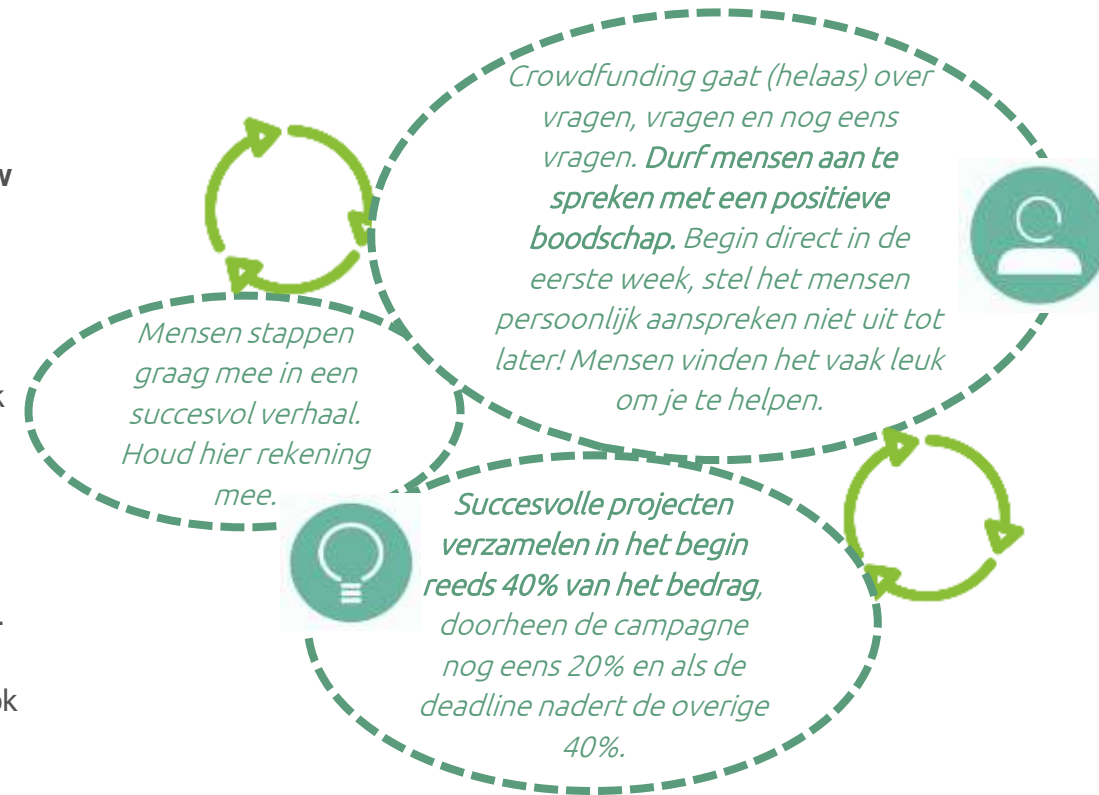 Crowdfunding gaat (helaas) over
vragen, vragen en nog eens
vragen. Durf mensen aan te
spreken met een positieve
boodschap. Begin direct in de
eerste week, stel het mensen
persoonlijk aanspreken niet uit tot
later! Mensen vinden het vaak leuk
om je te helpen.
Mensen stappen
graag mee in een
succesvol verhaal.
Houd hier rekening
mee.
Succesvolle projecten
verzamelen in het begin
reeds 40% van het bedrag,
doorheen de campagne
nog eens 20% en als de
deadline nadert de overige
40%.